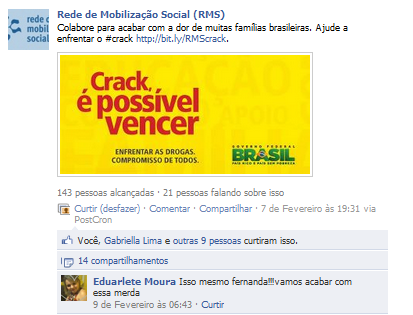 rede de
mobiliz
social
Rede de Mobilização Social (RMS)
Colabore para acabar com a dor de muitas famílias brasileiras. Ajude a
enfrentar o #crack http://bit.ly/RMScrack.
Crack,
é possível
vencer
ENFRENTAR AS DROGAS.
COMPROMISSO DE TODOS.
GOVERNO FEDERAL
BRASIL
PAÍS RICO É PAÍS SEM POBREZA
143 pessoas alcançadas · 21 pessoas falando sobre isso
Curtir (desfazer) · Comentar · Compartilhar · 7 de Fevereiro às 19:31 via
PostCron
Você, Gabriella Lima e outras 9 pessoas curtiram isso.
14 compartilhamentos
Eduarlete Moura Isso mesmo fernanda!!!vamos acabar com
essa merda
9 de Fevereiro às 06:43 · Curtir